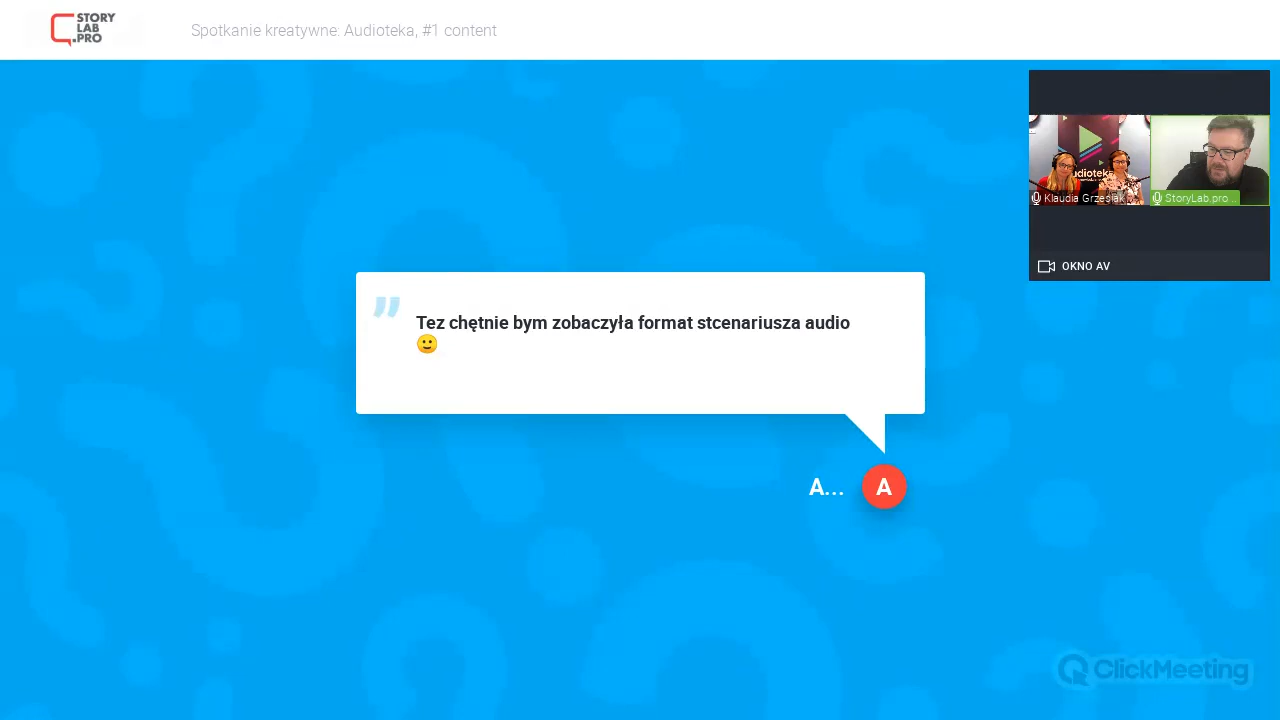 STORY
LAB
.PRO
Spotkanie kreatywne: Audioteka, #1 content
audioteka
Klaudia Grzesiak
StoryLab.pro ...
OKNO AV
Tez chętnie bym zobaczyła format stcenariusza audio
🙂
A... A
ClickMeeting